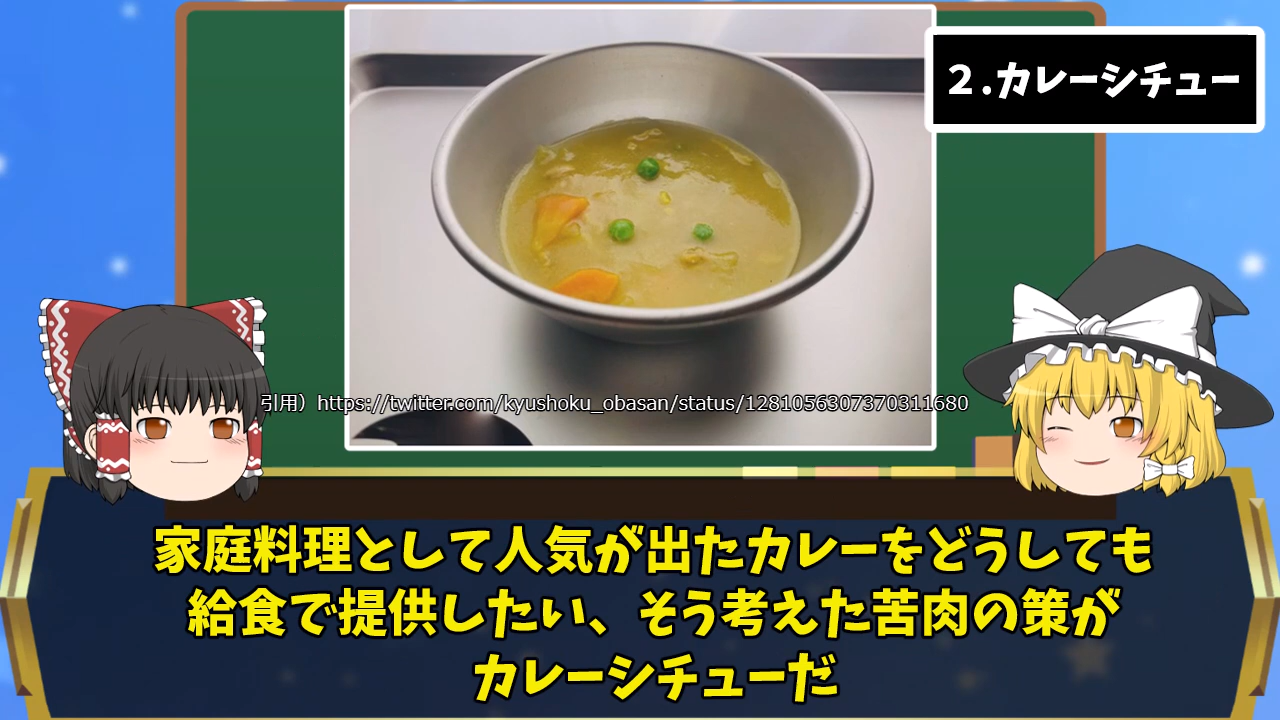 2.カレーシチュー
引用）https://twitter.com/kyushoku_obasan/status/1281056307370311680
家庭料理として人気が出たカレーをどうしても
給食で提供したい、そう考えた苦肉の策が
カレーシチューだ